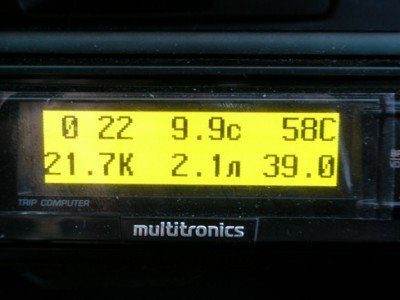 0 22 9.9с 58С
21.7К 2.1л 39.0
TRIP COMPUTER
multitronics